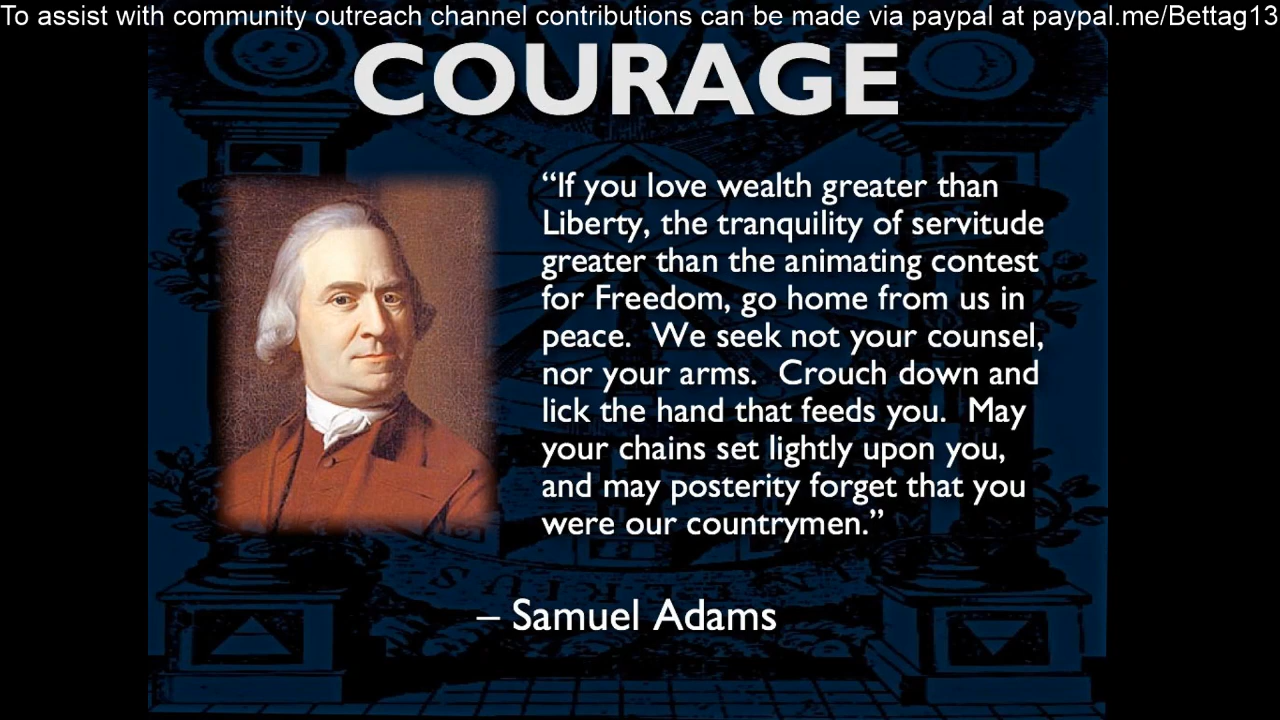 To assist with community outreach channel contributions can be made via paypal at paypal.me/Bettag13
COURAGE
“If you love wealth greater than
Liberty, the tranquility of servitude
greater than the animating contest
for Freedom, go home from us in
peace.  We seek not your counsel,
nor your arms.  Crouch down and
lick the hand that feeds you.  May
your chains set lightly upon you,
and may posterity forget that you
were our countrymen.”
– Samuel Adams